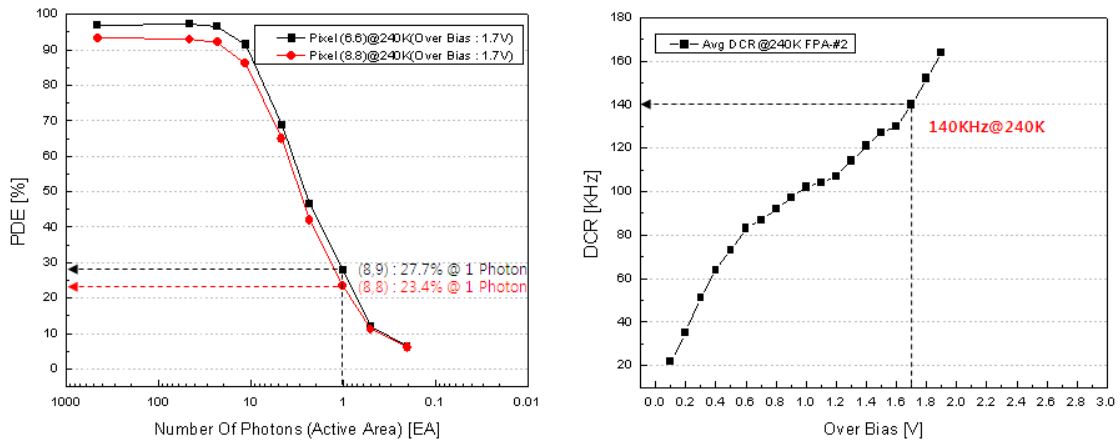 100
90
80
70
60
50
40
30
20
10
0
PDE [%]
Pixel (6.6)@240K(Over Bias : 1.7V)
Pixel (8.8)@240K(Over Bias : 1.7V)
(8,9) : 27.7% @ 1 Photon
(8,8) : 23.4% @ 1 Photon
1000 100 10 1 0.1 0.01
Number Of Photons (Active Area) [EA]
180
160
140
120
100
80
60
40
20
DCR [KHz]
Avg DCR@240K FPA-#2
140KHz@240K
0.0 0.2 0.4 0.6 0.8 1.0 1.2 1.4 1.6 1.8 2.0 2.2 2.4 2.6 2.8 3.0
Over Bias [V]